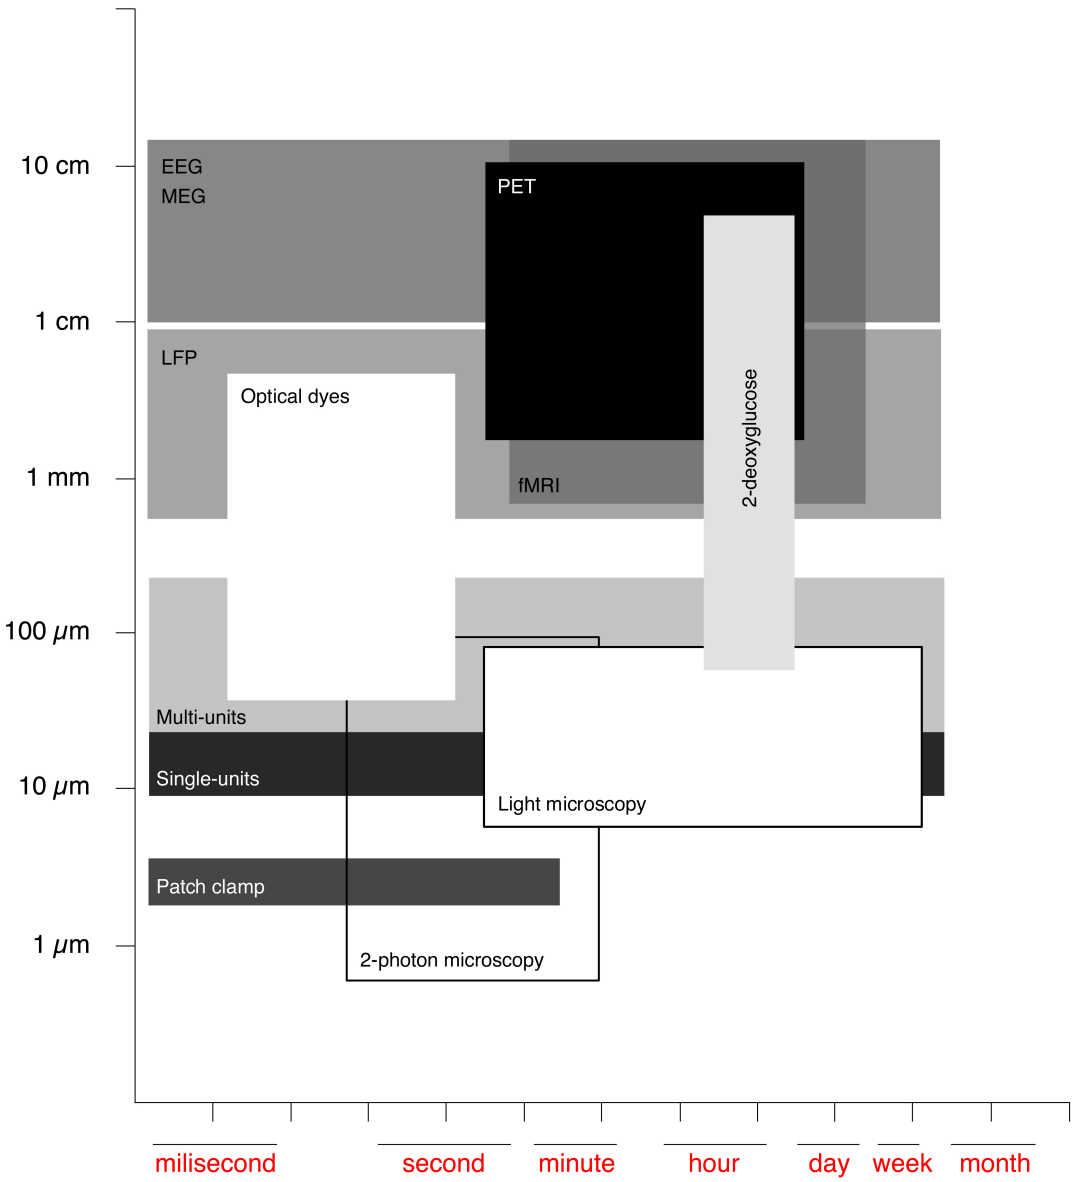 10 cm
EEG
MEG
PET
1 cm
LFP
Optical dyes
2-deoxyglucose
1 mm
fMRI
100 µm
Multi-units
Single-units
10 µm
Light microscopy
Patch clamp
1 µm
2-photon microscopy
milisecond second minute hour day week month